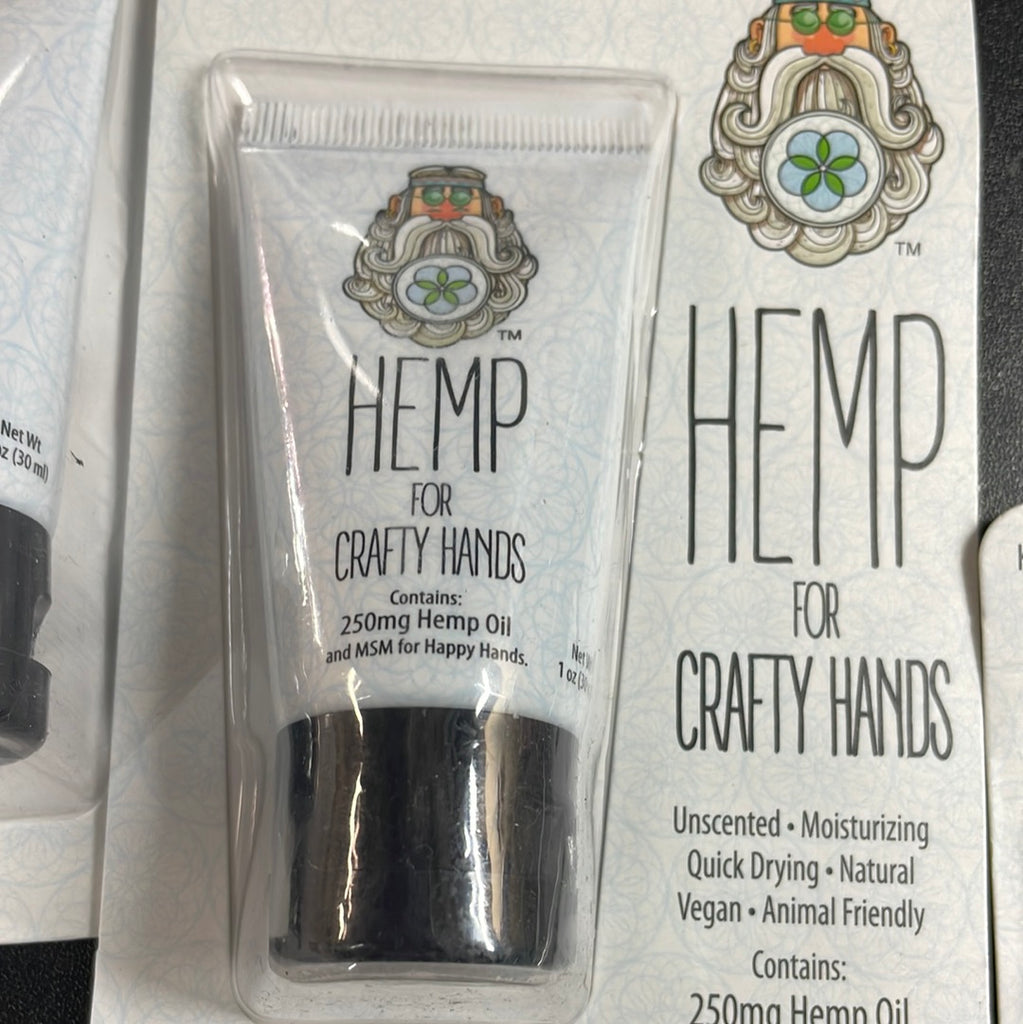 Net Wt
oz (30 ml)
TM
HEMP
FOR
CRAFTY HANDS
Contains:
250mg Hemp Oil
and MSM for Happy Hands.
Net
1 oz
TM
HEMP
FOR
CRAFTY HANDS
Unscented • Moisturizing
Quick Drying • Natural
Vegan • Animal Friendly
Contains:
250mg Hemp Oil